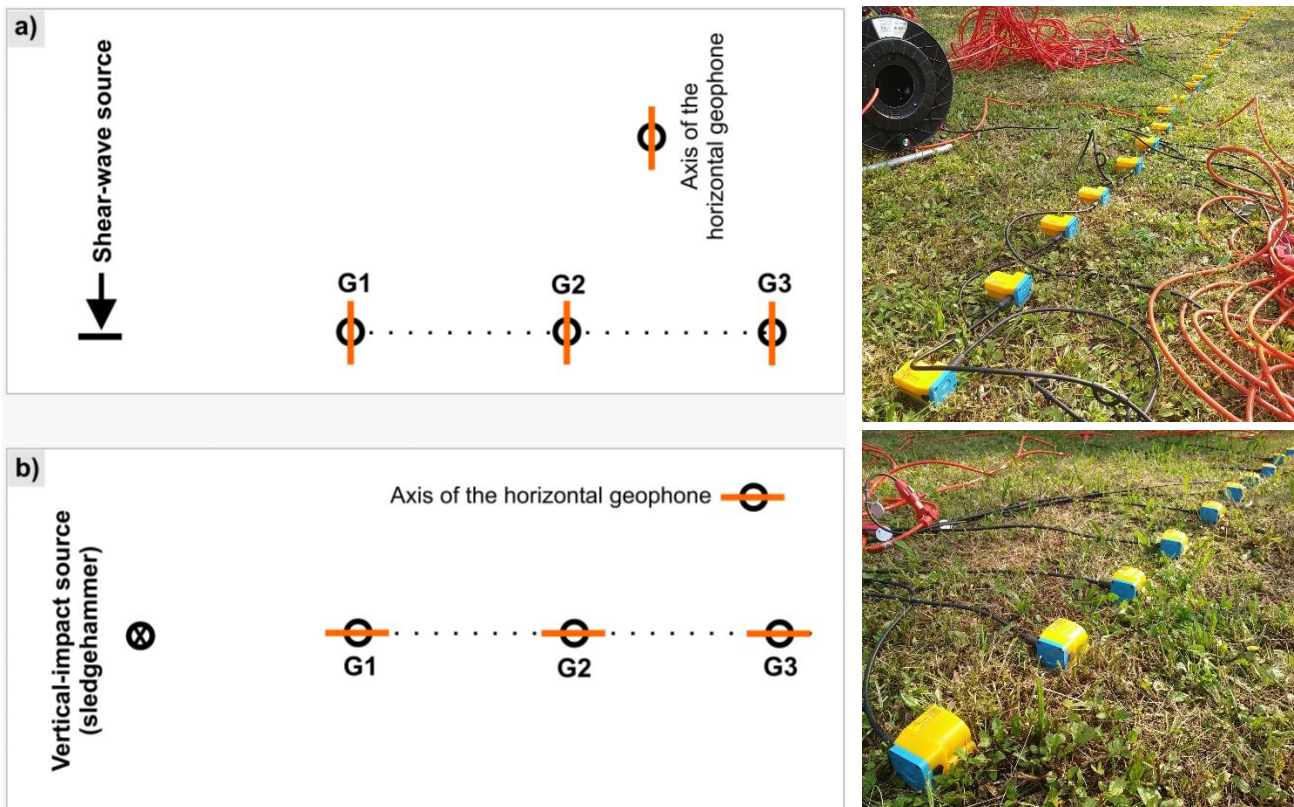 a)
Shear-wave source
Axis of the
horizontal geophone
G1
G2
G3
b)
Axis of the horizontal geophone
Vertical-impact source
(sledgehammer)
G1
G2
G3